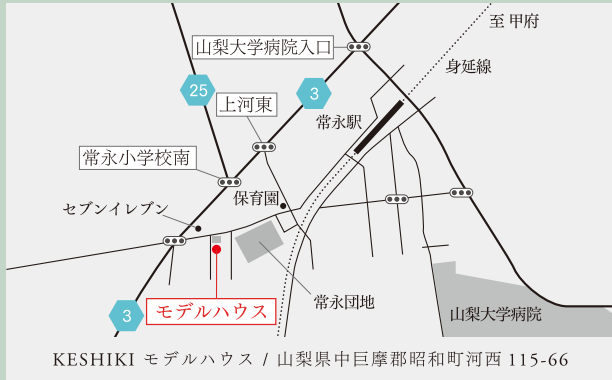 至 甲府
山梨大学病院入口
身延線
25
3
上河東
常永駅
常永小学校南
保育園
セブンイレブン
常永団地
3
モデルハウス
山梨大学病院
KESHIKI モデルハウス / 山梨県中巨摩郡昭和町河西 115-66